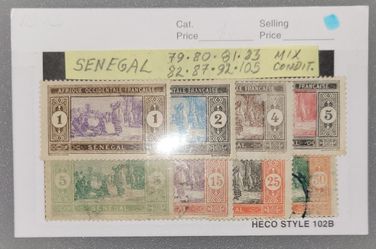 Cat.
Price
Selling
Price
SENEGAL
79.80.81.83
82.87.92.105
MIX
CONDIT.
AFRIQUE OCCIDENTALE FRANÇAISE
1 1
SENEGAL
2
4
5
5
SENEGAL
15
25
HECO STYLE 102B